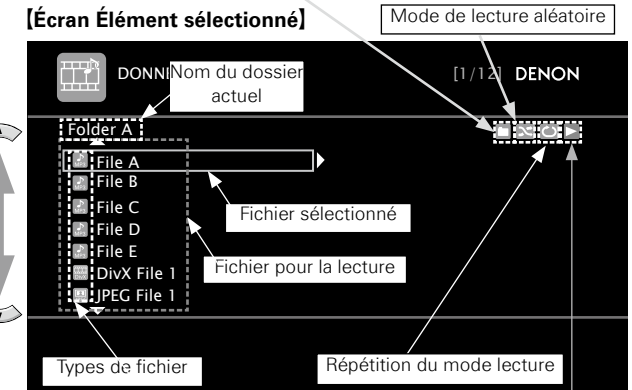 [Écran Élément sélectionné]
Mode de lecture aléatoire
Nom du dossier
actuel
[1/12] DENON
Folder A
File A
File B
File C
File D
File E
DivX File 1
JPEG File 1
Fichier sélectionné
Fichier pour la lecture
Types de fichier
Répétition du mode lecture